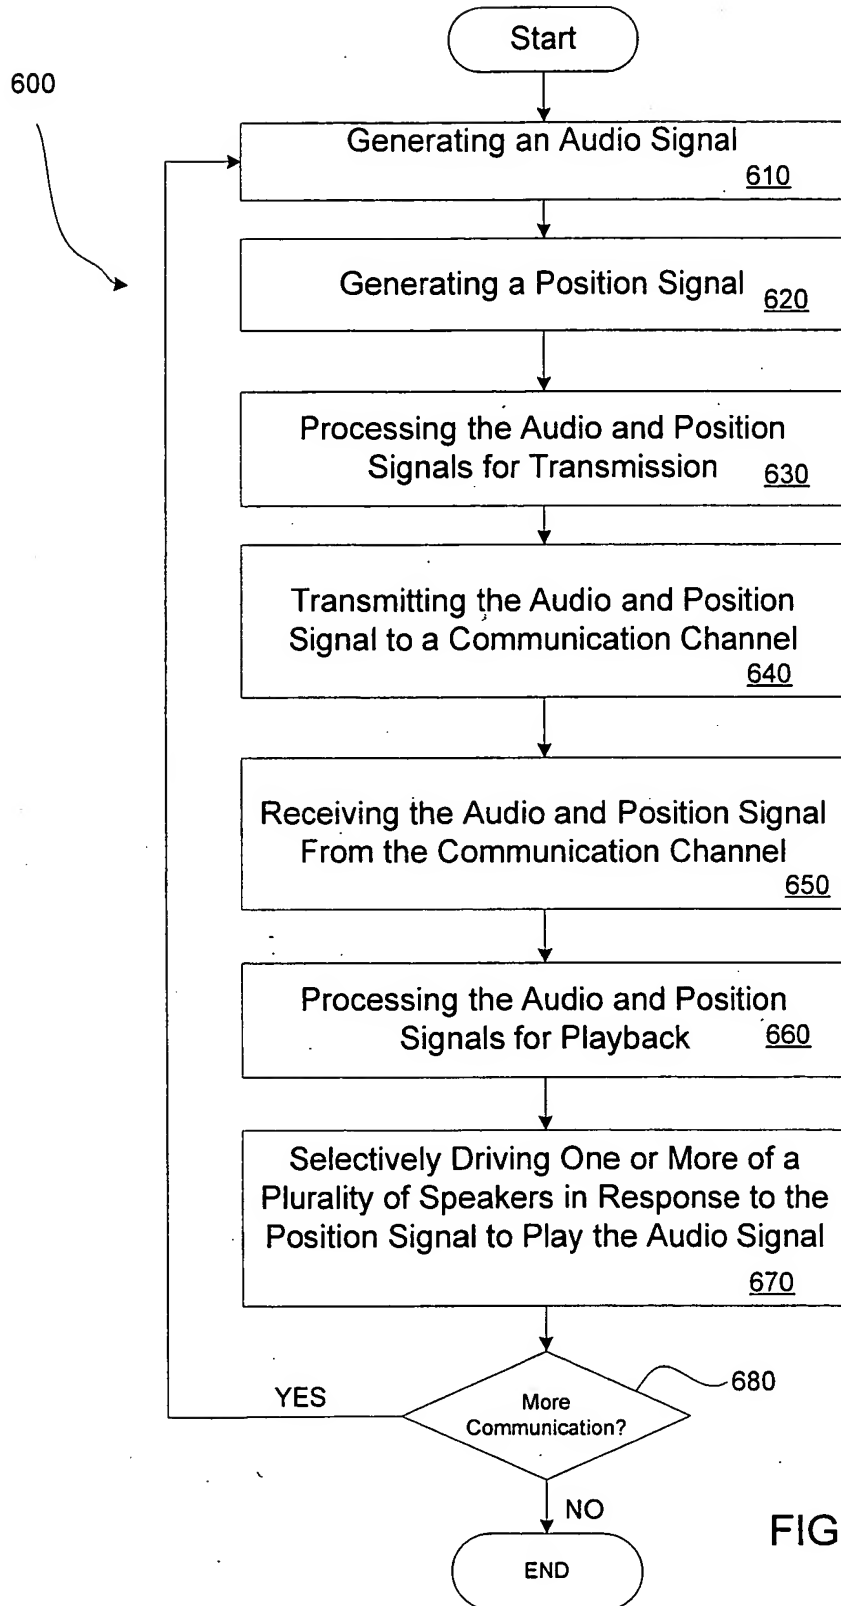 Start
600
Generating an Audio Signal
610
Generating a Position Signal
620
Processing the Audio and Position
Signals for Transmission
630
Transmitting the Audio and Position
Signal to a Communication Channel
640
Receiving the Audio and Position Signal
From the Communication Channel
650
Processing the Audio and Position
Signals for Playback
660
Selectively Driving One or More of a
Plurality of Speakers in Response to the
Position Signal to Play the Audio Signal
670
680
YES
More
Communication?
NO
FIG
END